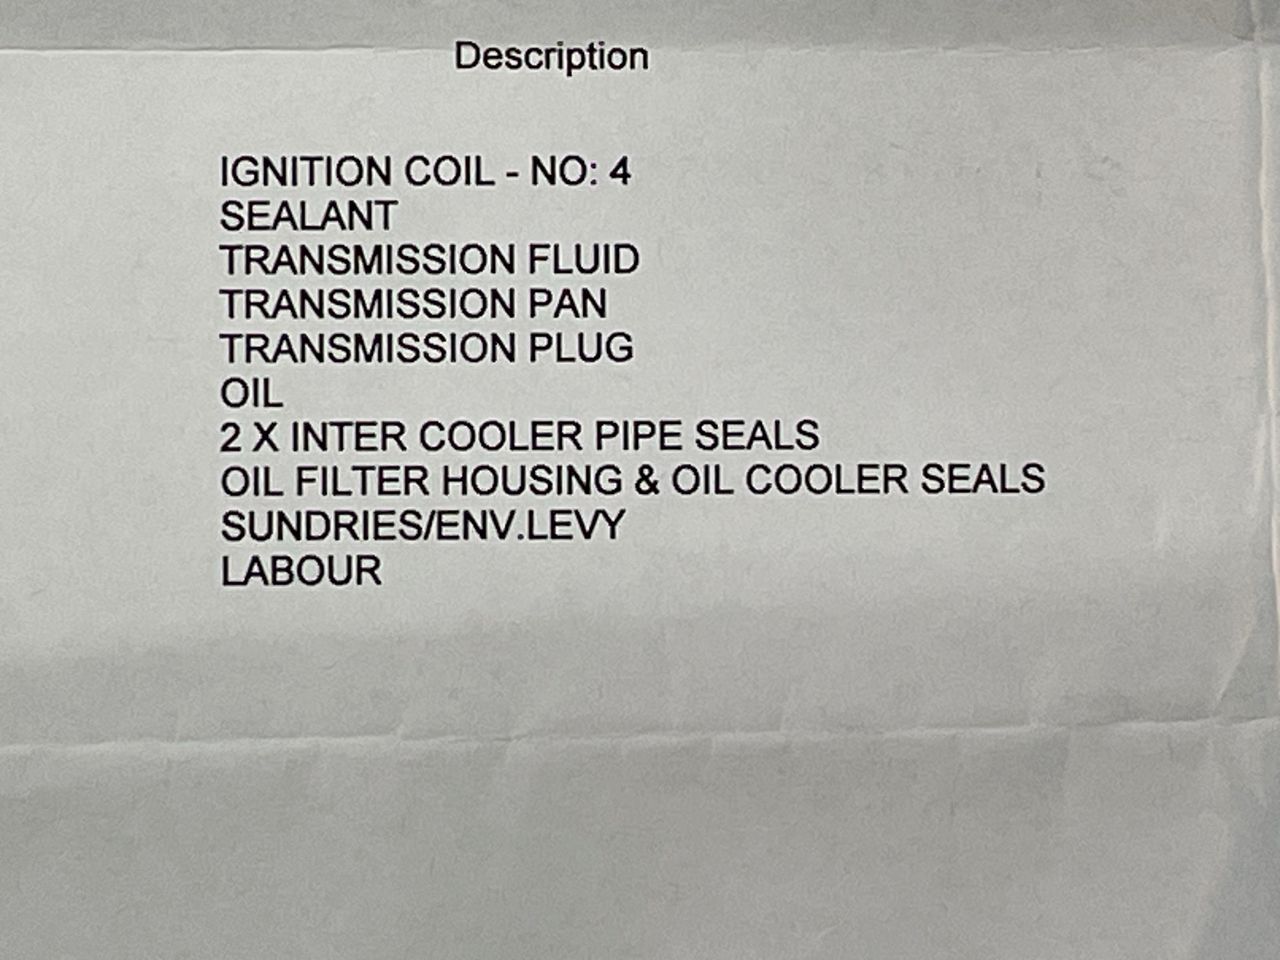 Description
IGNITION COIL - NO: 4
SEALANT
TRANSMISSION FLUID
TRANSMISSION PAN
TRANSMISSION PLUG
OIL
2 X INTER COOLER PIPE SEALS
OIL FILTER HOUSING & OIL COOLER SEALS
SUNDRIES/ENV.LEVY
LABOUR